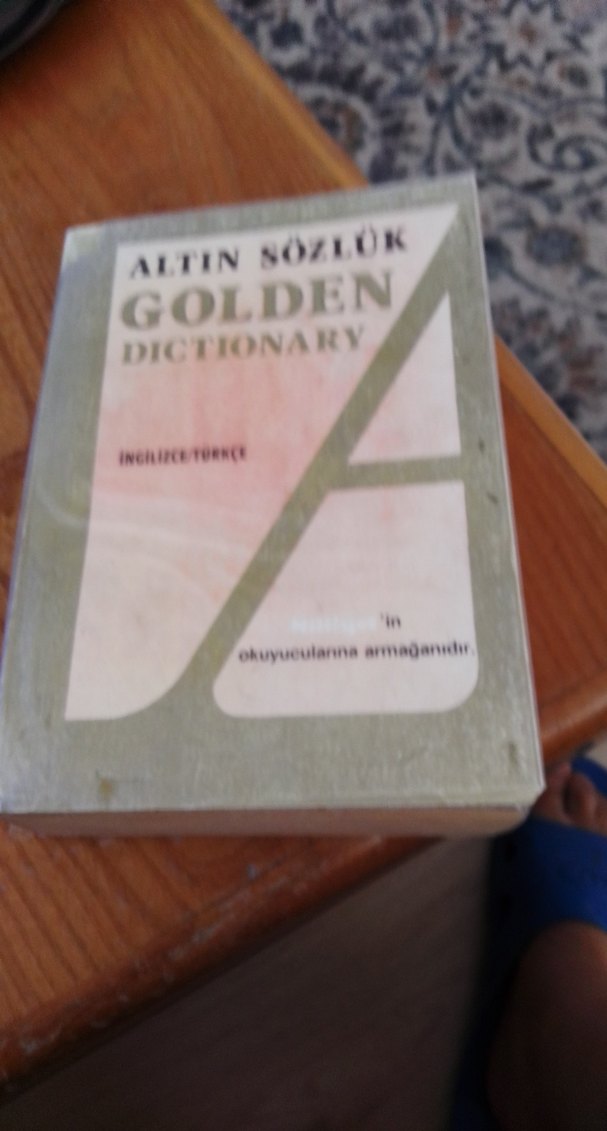 ALTIN SÖZLÜK
GOLDEN
DICTIONARY
İNGİLİZCE/TÜRKÇE
'in
okuyucularına armağanıdır.